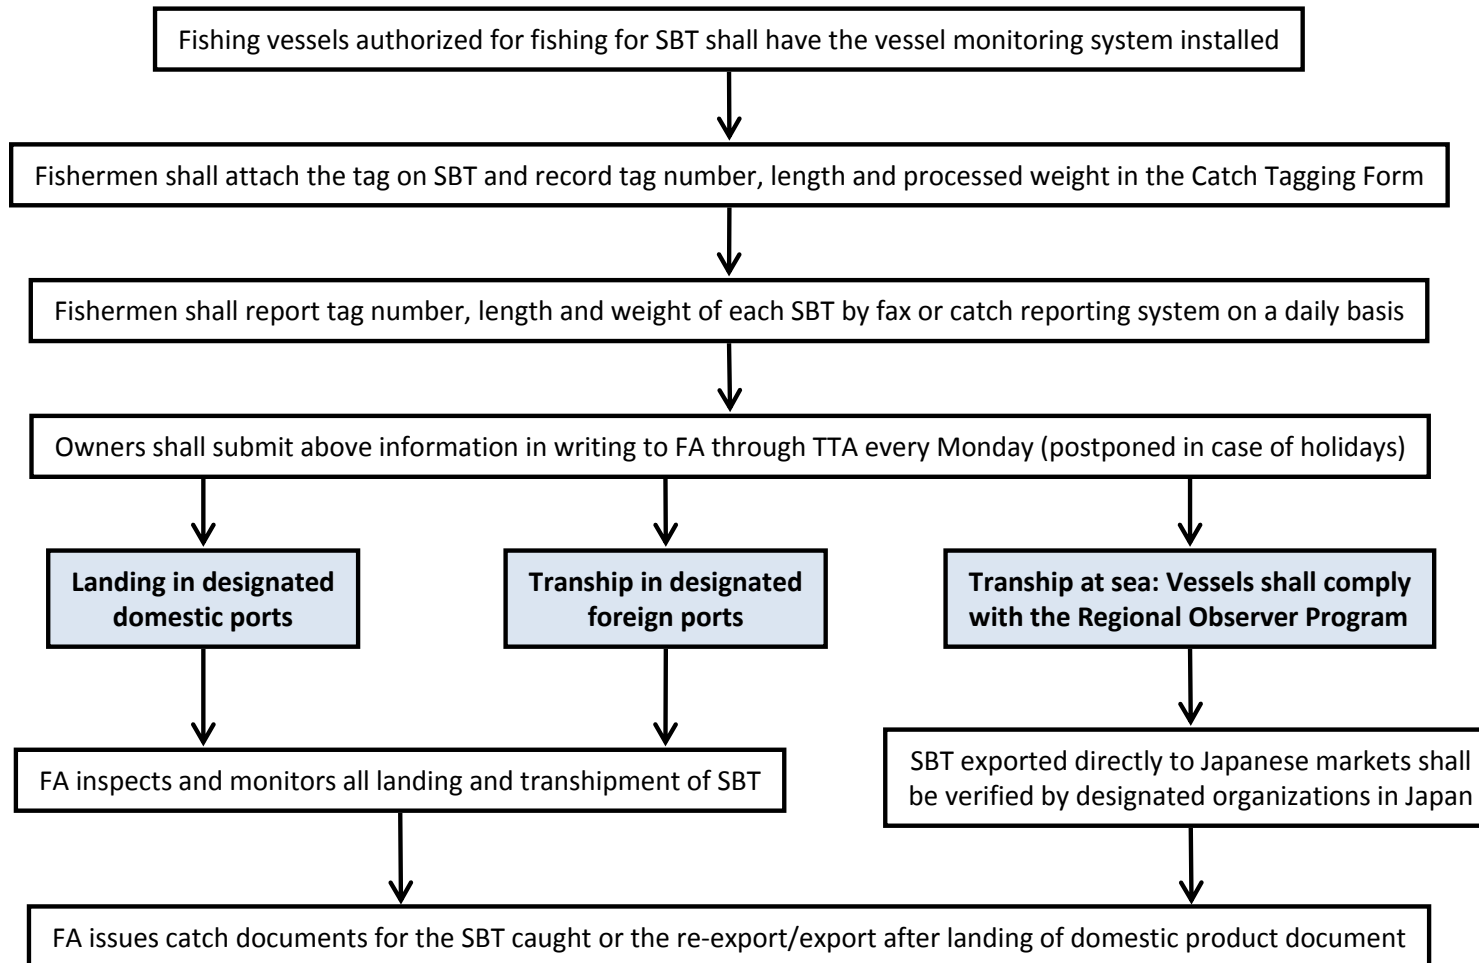 Fishing vessels authorized for fishing for SBT shall have the vessel monitoring system installed
Fishermen shall attach the tag on SBT and record tag number, length and processed weight in the Catch Tagging Form
Fishermen shall report tag number, length and weight of each SBT by fax or catch reporting system on a daily basis
Owners shall submit above information in writing to FA through TTA every Monday (postponed in case of holidays)
Landing in designated
domestic ports
Tranship in designated
foreign ports
Tranship at sea: Vessels shall comply
with the Regional Observer Program
FA inspects and monitors all landing and transhipment of SBT
SBT exported directly to Japanese markets shall
be verified by designated organizations in Japan
FA issues catch documents for the SBT caught or the re-export/export after landing of domestic product document